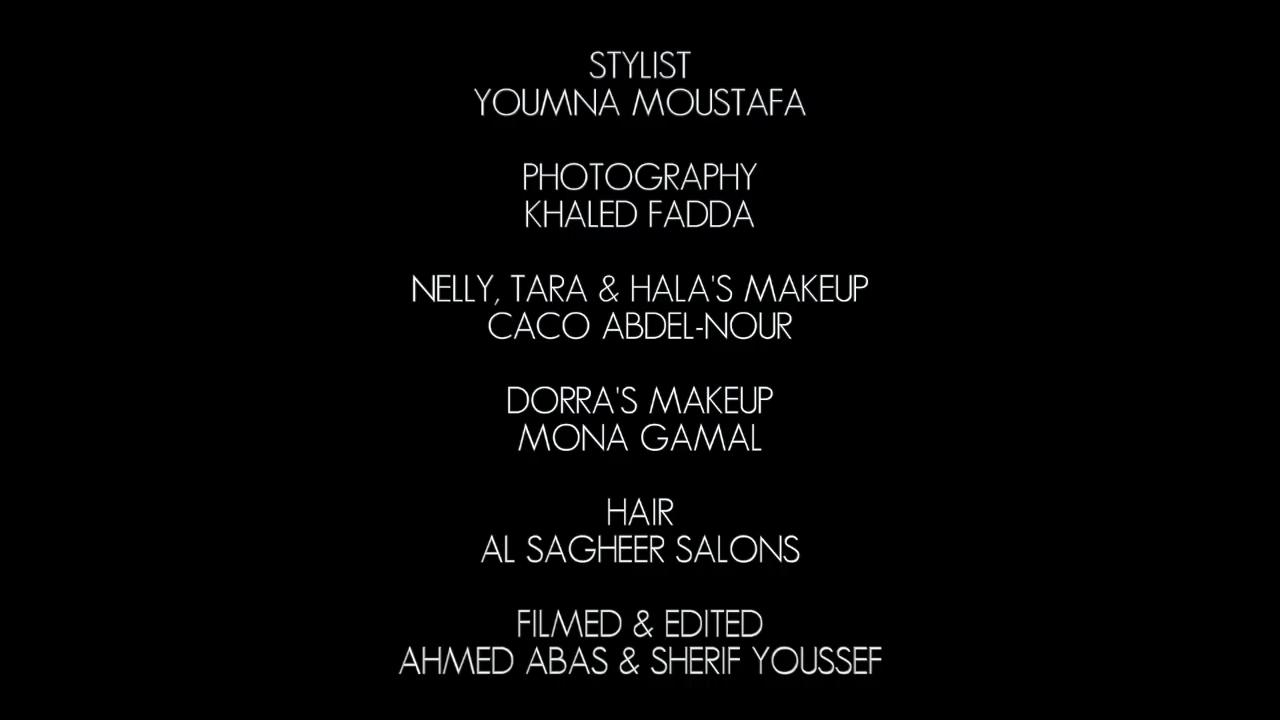 STYLIST
YOUMNA MOUSTAFA
PHOTOGRAPHY
KHALED FADDA
NELLY, TARA & HALA'S MAKEUP
CACO ABDEL-NOUR
DORRA'S MAKEUP
MONA GAMAL
HAIR
AL SAGHEER SALONS
FILMED & EDITED
AHMED ABAS & SHERIF YOUSSEF